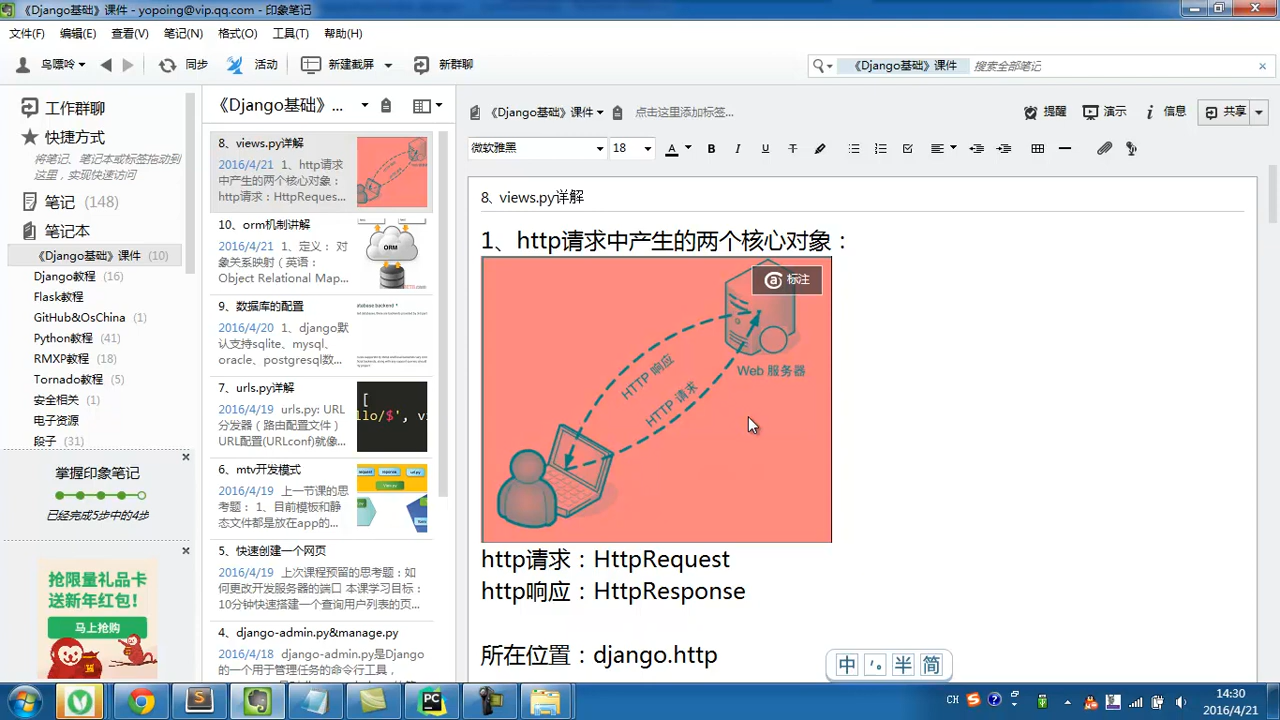 《Django基础》课件 - yopoing@vip.qq.com - 印象笔记
文件(F) 编辑(E) 查看(V) 笔记(N) 格式(O) 工具(T) 帮助(H)
鸟嘌呤 同步 活动 新建截屏 新群聊
《Django基础》课件 搜索全部笔记
工作群聊
快捷方式
将笔记、笔记本或标签拖动到
这里，实现快速访问
笔记 (148)
笔记本
《Django基础》课件 (10)
Django教程 (16)
Flask教程
GitHub&OsChina (1)
Python教程 (41)
RMXP教程 (18)
Tornado教程 (5)
安全相关 (1)
电子资源
段子 (31)
掌握印象笔记
已经完成5步中的4步
抢限量礼品卡
送新年红包!
马上抢购
《Django基础》...
8、views.py详解
2016/4/21 1、http请求
中产生的两个核心对象：
http请求：HttpReques...
10、orm机制讲解
2016/4/21 1、定义： 对
象关系映射（英语：
Object Relational Map...
ORM
9、数据库的配置
2016/4/20 1、django默
认支持sqlite、mysql、
oracle、postgresql数...
7、urls.py详解
2016/4/19 urls.py: URL
分发器（路由配置文件）
URL配置(URLconf)就像...
[
llo/$', vi
6、mtv开发模式
2016/4/19 上一节课的思
考题： 1、目前模板和静
态文件都是放在app的...
5、快速创建一个网页
2016/4/19 上次课程预留的思考题：如
何更改开发服务器的端口 本课学习目标：
10分钟快速搭建一个查询用户列表的页...
4、django-admin.py&manage.py
2016/4/18 django-admin.py是Django
的一个用于管理任务的命令行工具，
《Django基础》课件 点击这里添加标签... 提醒 演示 信息 共享
微软雅黑 18 A B I U T
8、views.py详解
1、http请求中产生的两个核心对象：
标注
Web 服务器
HTTP 响应
HTTP 请求
http请求：HttpRequest
http响应：HttpResponse
所在位置：django.http
中 半 简
CH 14:30
2016/4/21